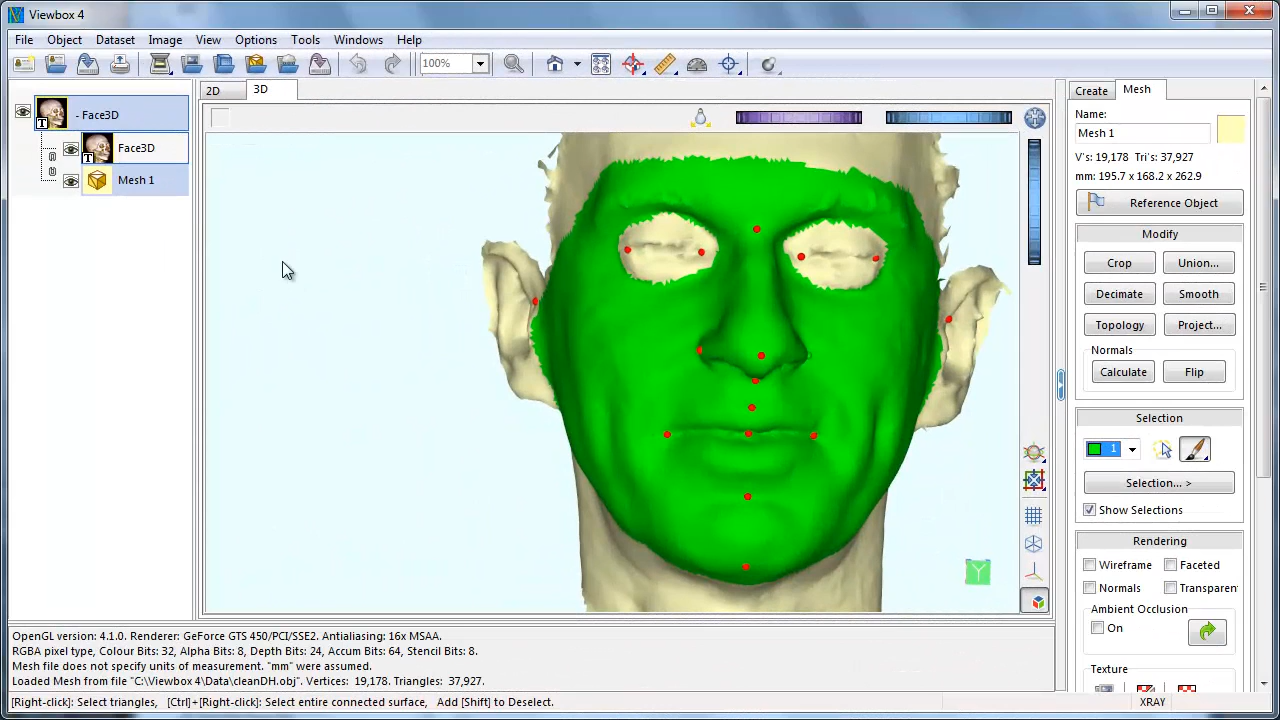 Viewbox 4
File Object Dataset Image View Options Tools Windows Help
100%
2D 3D
- Face3D
T
Face3D
T
Mesh 1
Y
Create Mesh
Name:
Mesh 1
V's: 19,178 Tri's: 37,927
mm: 195.7 x 168.2 x 262.9
Reference Object
Modify
Crop Union...
Decimate Smooth
Topology Project...
Normals
Calculate Flip
Selection
1
Selection... >
Show Selections
Rendering
Wireframe Faceted
Normals Transparen
Ambient Occlusion
On
Texture
OpenGL version: 4.1.0. Renderer: GeForce GTS 450/PCI/SSE2. Antialiasing: 16x MSAA.
RGBA pixel type, Colour Bits: 32, Alpha Bits: 8, Depth Bits: 24, Accum Bits: 64, Stencil Bits: 8.
Mesh file does not specify units of measurement. "mm" were assumed.
Loaded Mesh from file "C:\Viewbox 4\Data\cleanDH.obj". Vertices: 19,178. Triangles: 37,927.
[Right-click]: Select triangles, [Ctrl]+[Right-click]: Select entire connected surface, Add [Shift] to Deselect.
XRAY